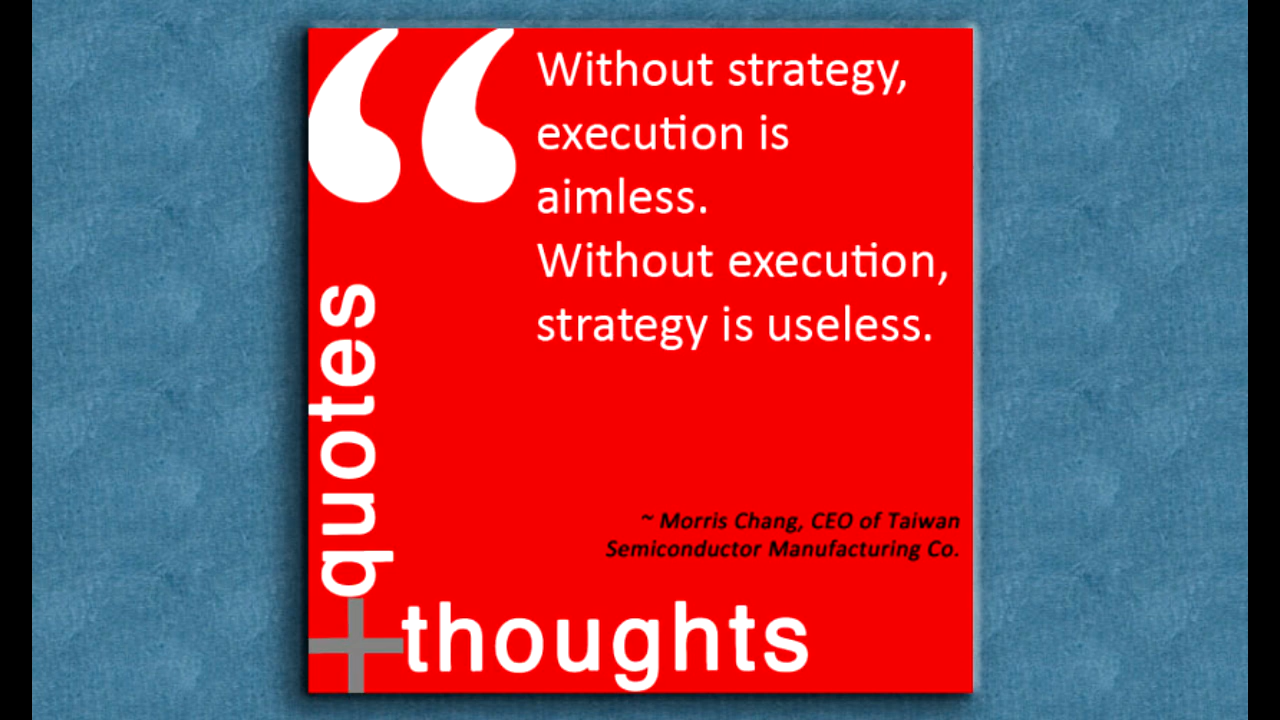 “
Without strategy,
execution is
aimless.
Without execution,
strategy is useless.
~ Morris Chang, CEO of Taiwan
Semiconductor Manufacturing Co.
quotes
+thoughts